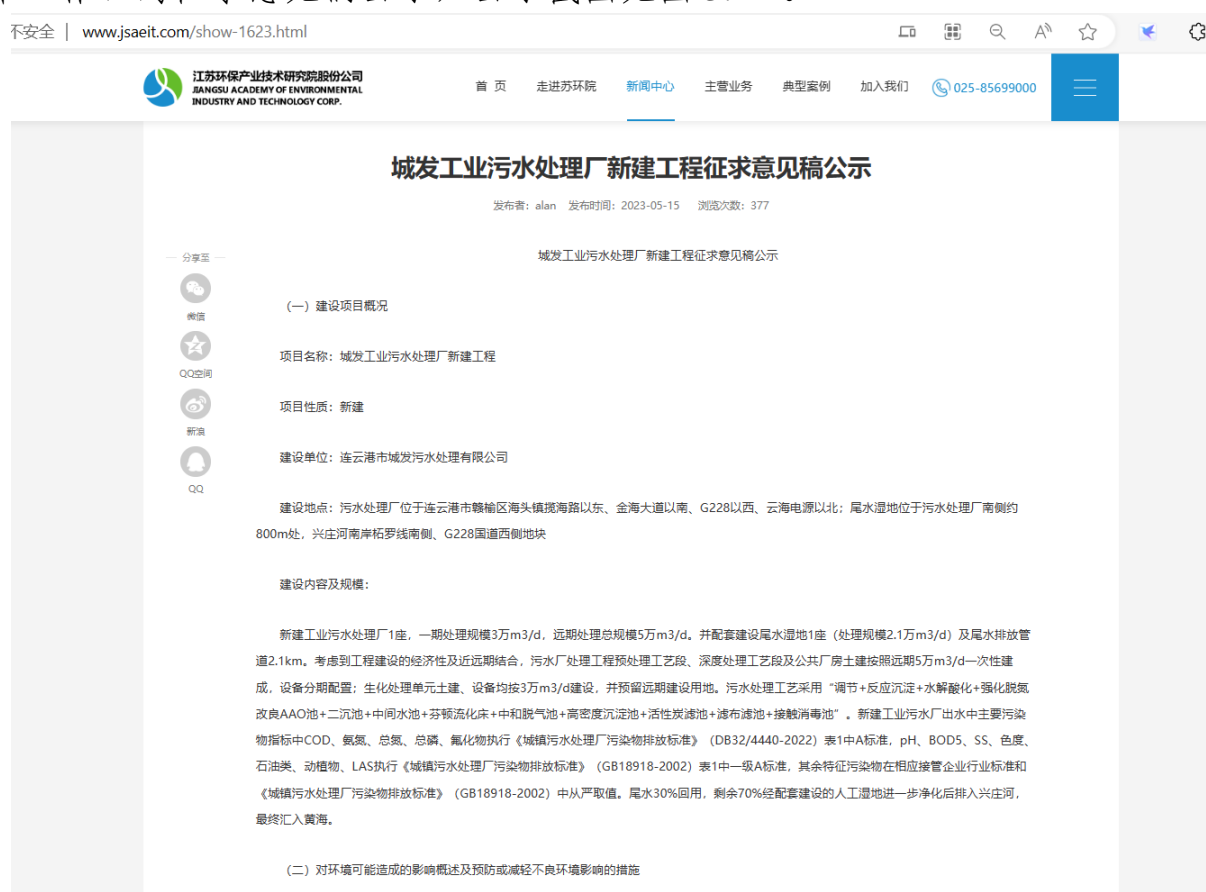 不安全 | www.jsaeit.com/show-1623.html
江苏环保产业技术研究院股份公司
JIANGSU ACADEMY OF ENVIRONMENTAL
INDUSTRY AND TECHNOLOGY CORP.
首 页 走进苏环院 新闻中心 主营业务 典型案例 加入我们 025-85699000
城发工业污水处理厂新建工程征求意见稿公示
发布者：alan 发布时间：2023-05-15 浏览次数：377
分享至
微信
QQ空间
新浪
QQ
城发工业污水处理厂新建工程征求意见稿公示
（一）建设项目概况
项目名称：城发工业污水处理厂新建工程
项目性质：新建
建设单位：连云港市城发污水处理有限公司
建设地点：污水处理厂位于连云港市赣榆区海头镇揽海路以东、金海大道以南、G228以西、云海电源以北；尾水湿地位于污水处理厂南侧约
800m处，兴庄河南岸柘罗线南侧、G228国道西侧地块
建设内容及规模：
新建工业污水处理厂1座，一期处理规模3万m3/d，远期处理总规模5万m3/d。并配套建设尾水湿地1座（处理规模2.1万m3/d）及尾水排放管
道2.1km。考虑到工程建设的经济性及近远期结合，污水厂处理工程预处理工艺段、深度处理工艺段及公共厂房土建按照远期5万m3/d一次性建
成，设备分期配置；生化处理单元土建、设备均按3万m3/d建设，并预留远期建设用地。污水处理工艺采用“调节+反应沉淀+水解酸化+强化脱氮
改良AAO池+二沉池+中间水池+芬顿流化床+中和脱气池+高密度沉淀池+活性炭滤池+滤布滤池+接触消毒池”。新建工业污水厂出水中主要污染
物指标中COD、氨氮、总氮、总磷、氟化物执行《城镇污水处理厂污染物排放标准》（DB32/4440-2022）表1中A标准，pH、BOD5、SS、色度、
石油类、动植物、LAS执行《城镇污水处理厂污染物排放标准》（GB18918-2002）表1中一级A标准，其余特征污染物在相应接管企业行业标准和
《城镇污水处理厂污染物排放标准》（GB18918-2002）中从严取值。尾水30%回用，剩余70%经配套建设的人工湿地进一步净化后排入兴庄河，
最终汇入黄海。
（二）对环境可能造成的影响概述及预防或减轻不良环境影响的措施